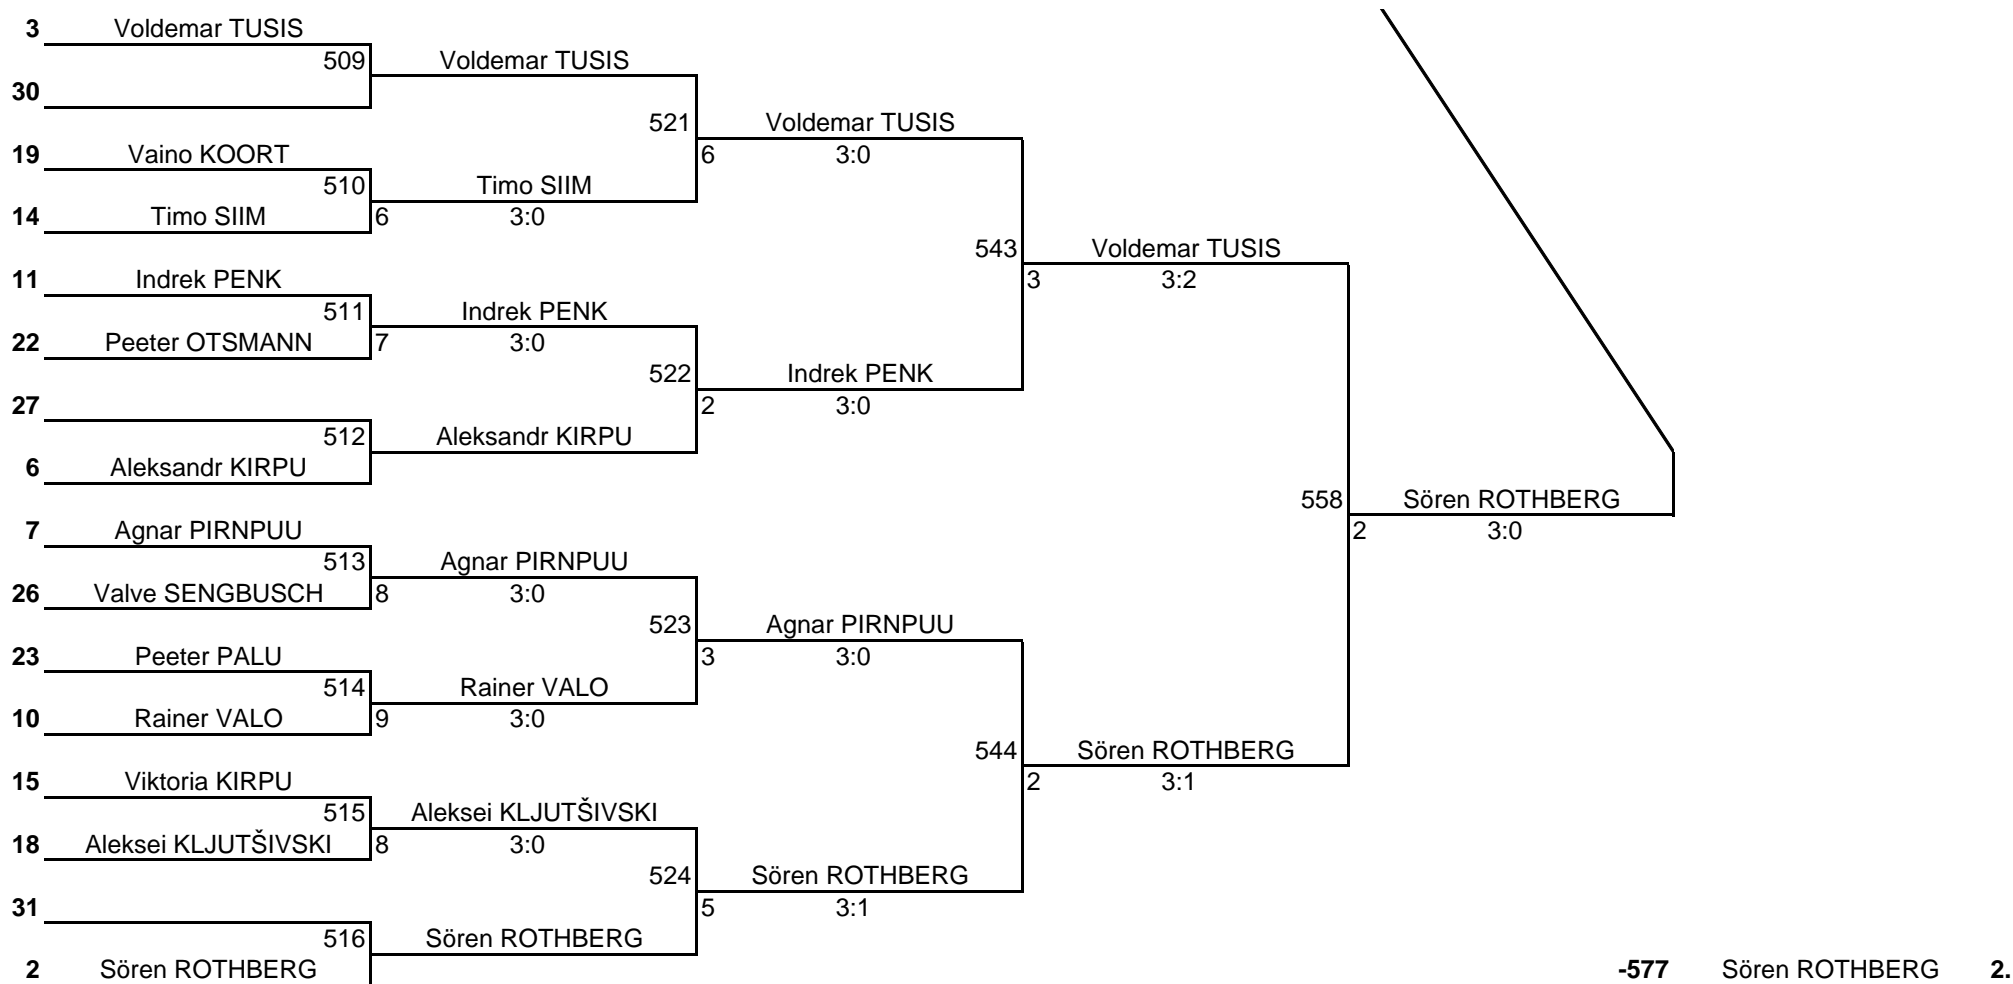 3 Voldemar TUSIS
509 Voldemar TUSIS
30
521 Voldemar TUSIS
19 Vaino KOORT 6 3:0
510 Timo SIIM
14 Timo SIIM 6 3:0
543 Voldemar TUSIS
11 Indrek PENK 3 3:2
511 Indrek PENK
22 Peeter OTSMANN 7 3:0
522 Indrek PENK
27 2 3:0
512 Aleksandr KIRPU
6 Aleksandr KIRPU
558 Sören ROTHBERG
7 Agnar PIRNPUU 2 3:0
513 Agnar PIRNPUU
26 Valve SENGBUSCH 8 3:0
523 Agnar PIRNPUU
23 Peeter PALU 3 3:0
514 Rainer VALO
10 Rainer VALO 9 3:0
544 Sören ROTHBERG
15 Viktoria KIRPU 2 3:1
515 Aleksei KLJUTŠIVSKI
18 Aleksei KLJUTŠIVSKI 8 3:0
524 Sören ROTHBERG
31 5 3:1
516 Sören ROTHBERG
2 Sören ROTHBERG -577 Sören ROTHBERG 2.